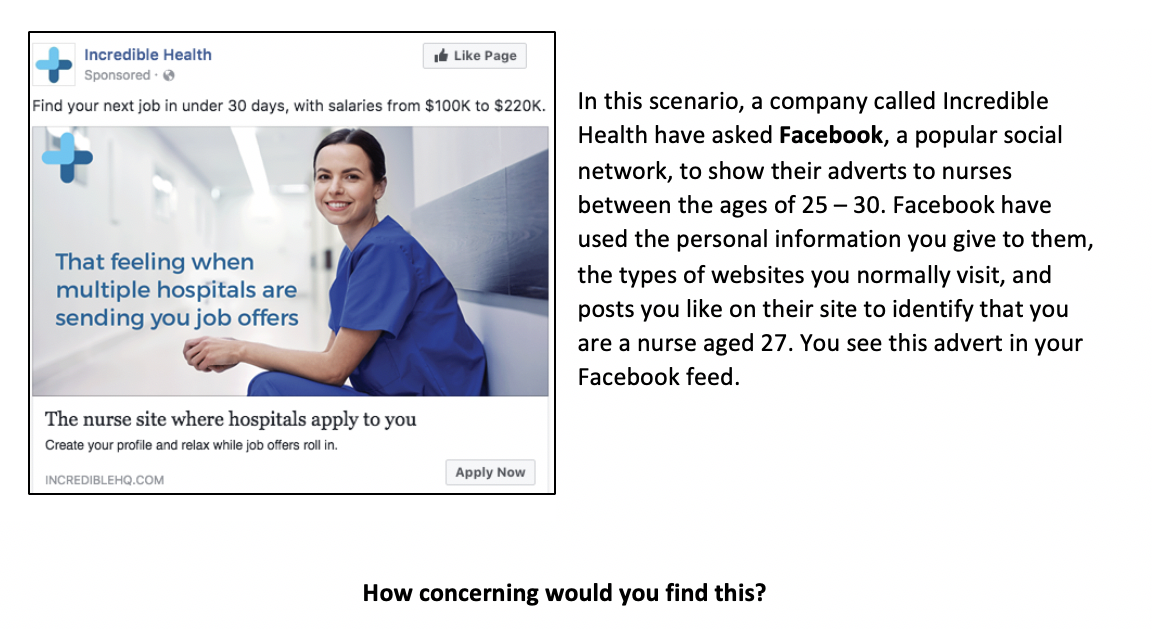 Incredible Health
Like Page
Sponsored ·
Find your next job in under 30 days, with salaries from $100K to $220K.
That feeling when
multiple hospitals are
sending you job offers
The nurse site where hospitals apply to you
Create your profile and relax while job offers roll in.
INCREDIBLEHQ.COM
Apply Now
In this scenario, a company called Incredible
Health have asked Facebook, a popular social
network, to show their adverts to nurses
between the ages of 25 – 30. Facebook have
used the personal information you give to them,
the types of websites you normally visit, and
posts you like on their site to identify that you
are a nurse aged 27. You see this advert in your
Facebook feed.
How concerning would you find this?